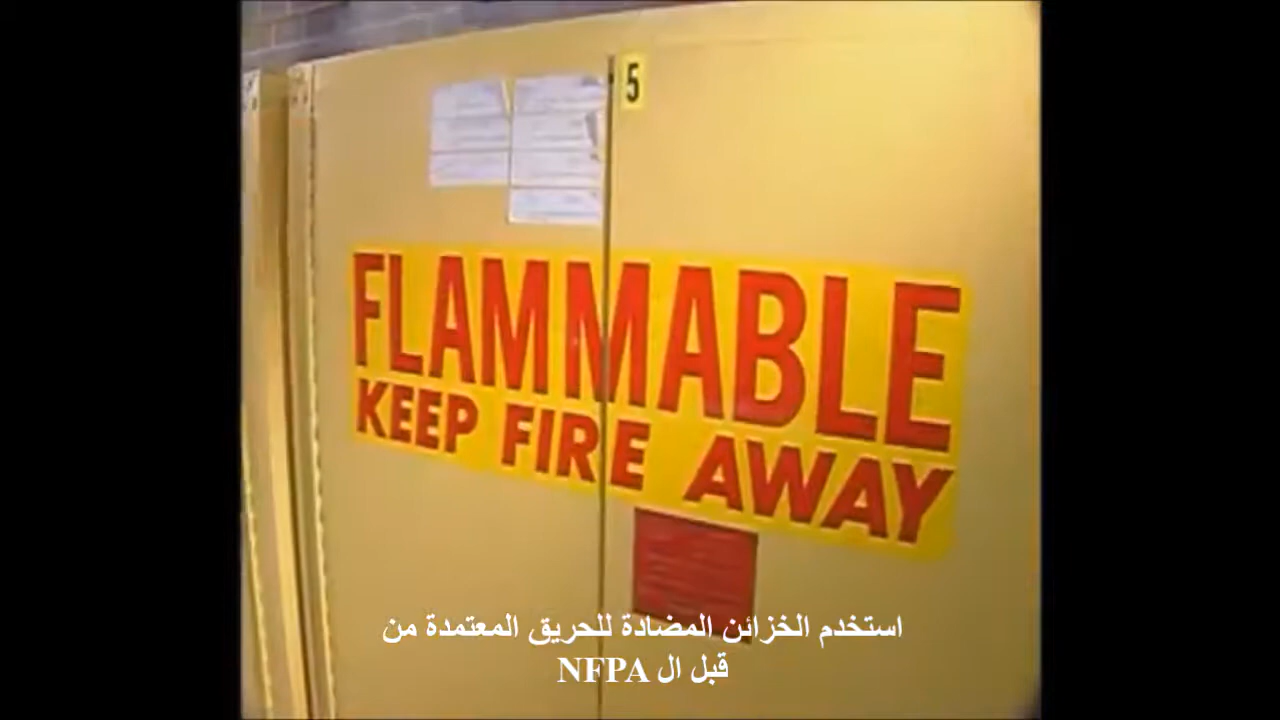 5
FLAMMABLE
KEEP FIRE AWAY
استخدم الخزائن المضادة للحريق المعتمدة من
قبل ال NFPA